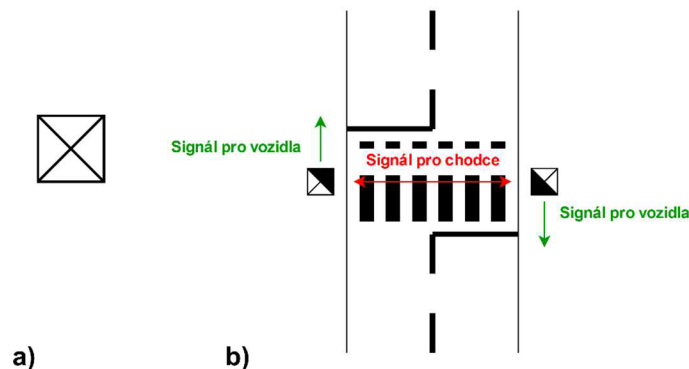 Signál pro vozidla
Signál pro chodce
Signál pro vozidla
a)
b)